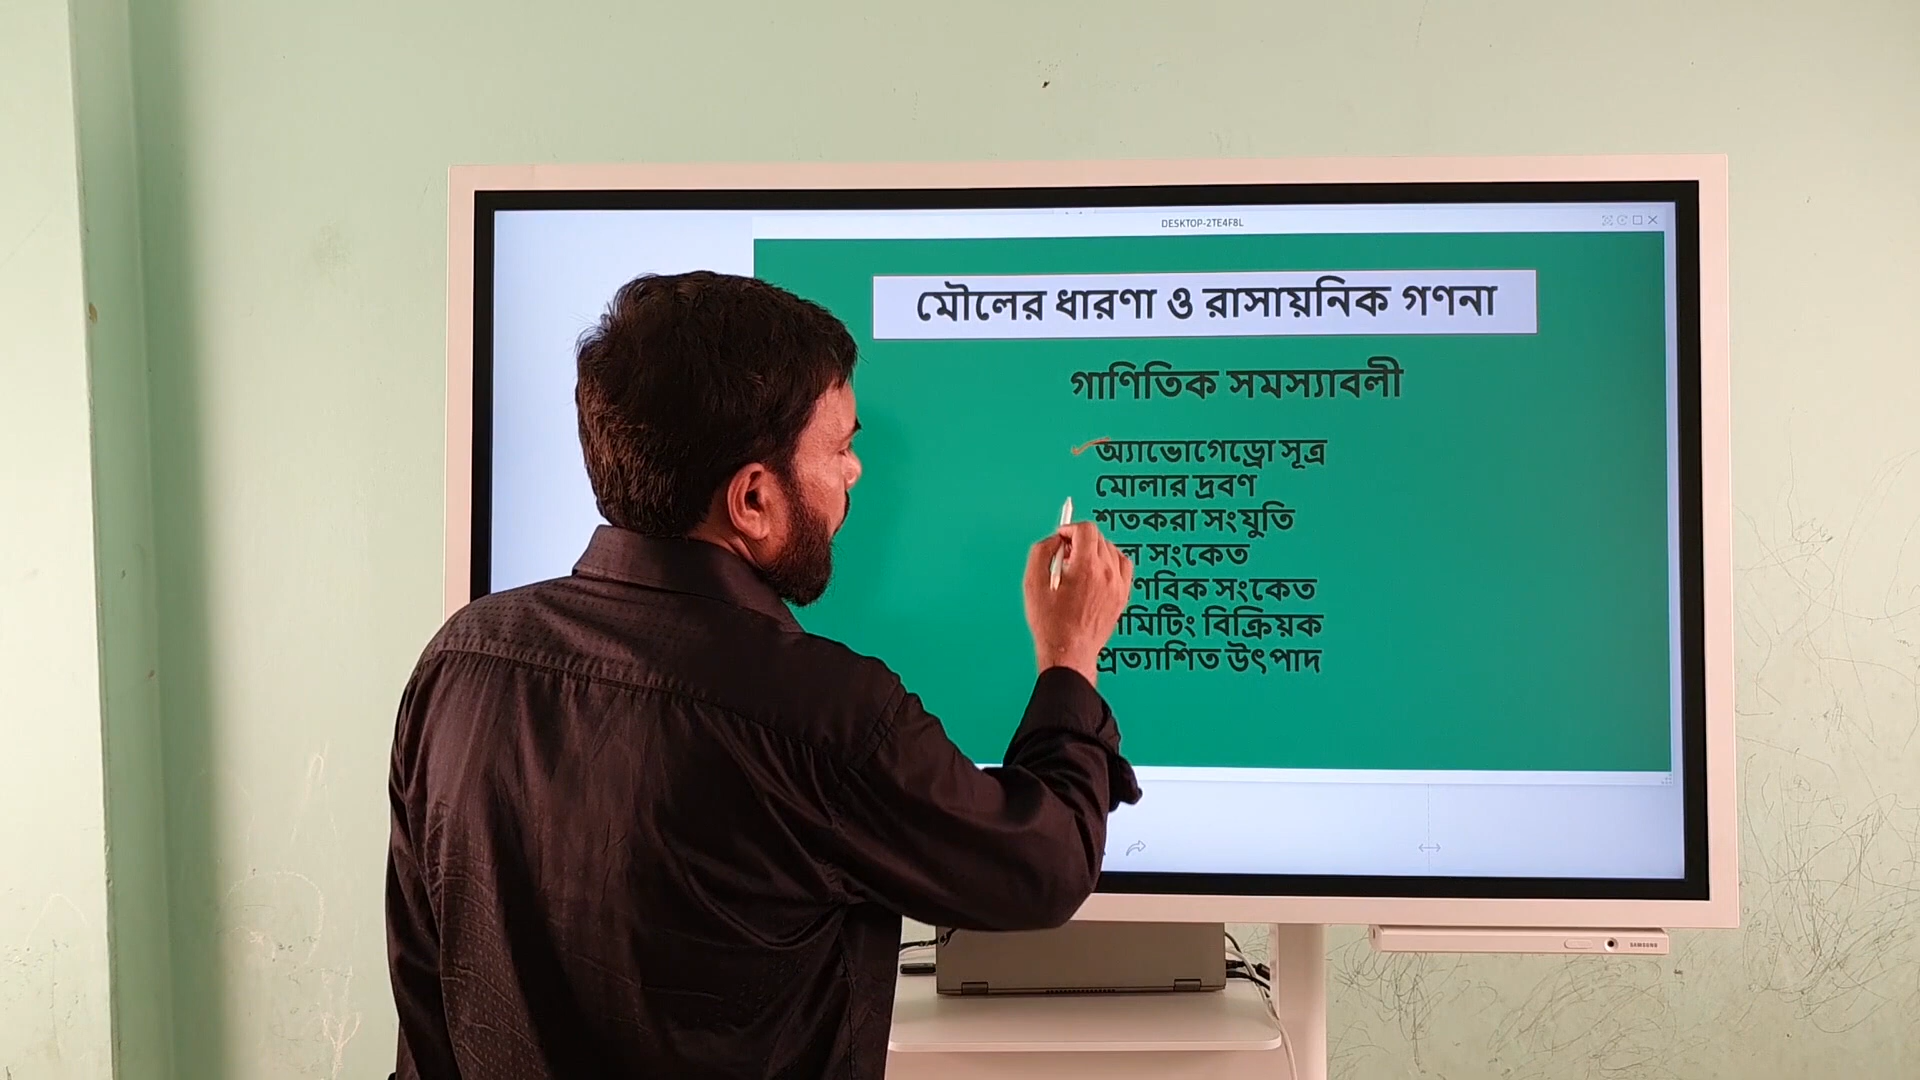 DESKTOP-2TE4F8L
মৌলের ধারণা ও রাসায়নিক গণনা
গাণিতিক সমস্যাবলী
অ্যাভোগেড্রো সূত্র
মোলার দ্রবণ
শতকরা সংযুতি
সংকেত
সংকেত
বিক্রিয়ক
প্রত্যাশিত উৎপাদ
SAMSUNG